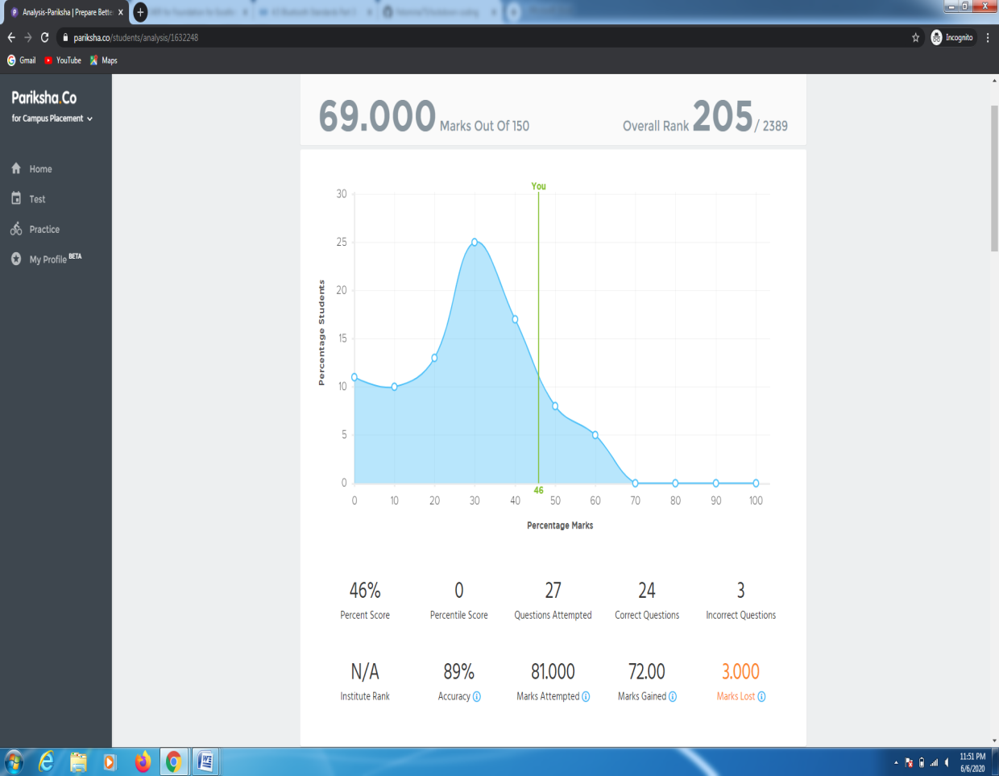 Analysis-Pariksha | Prepare Bette
pariksha.co/students/analysis/1632248
Incognito
Gmail YouTube Maps
Pariksha.Co
for Campus Placement
Home
Test
Practice
My Profile BETA
69.000 Marks Out Of 150
Overall Rank 205 / 2389
You
30
25
20
15
10
5
0
Percentage Students
46
0 10 20 30 40 50 60 70 80 90 100
Percentage Marks
46% 0 27 24 3
Percent Score Percentile Score Questions Attempted Correct Questions Incorrect Questions
N/A 89% 81.000 72.00 3.000
Institute Rank Accuracy Marks Attempted Marks Gained Marks Lost
11:51 PM
6/6/2020